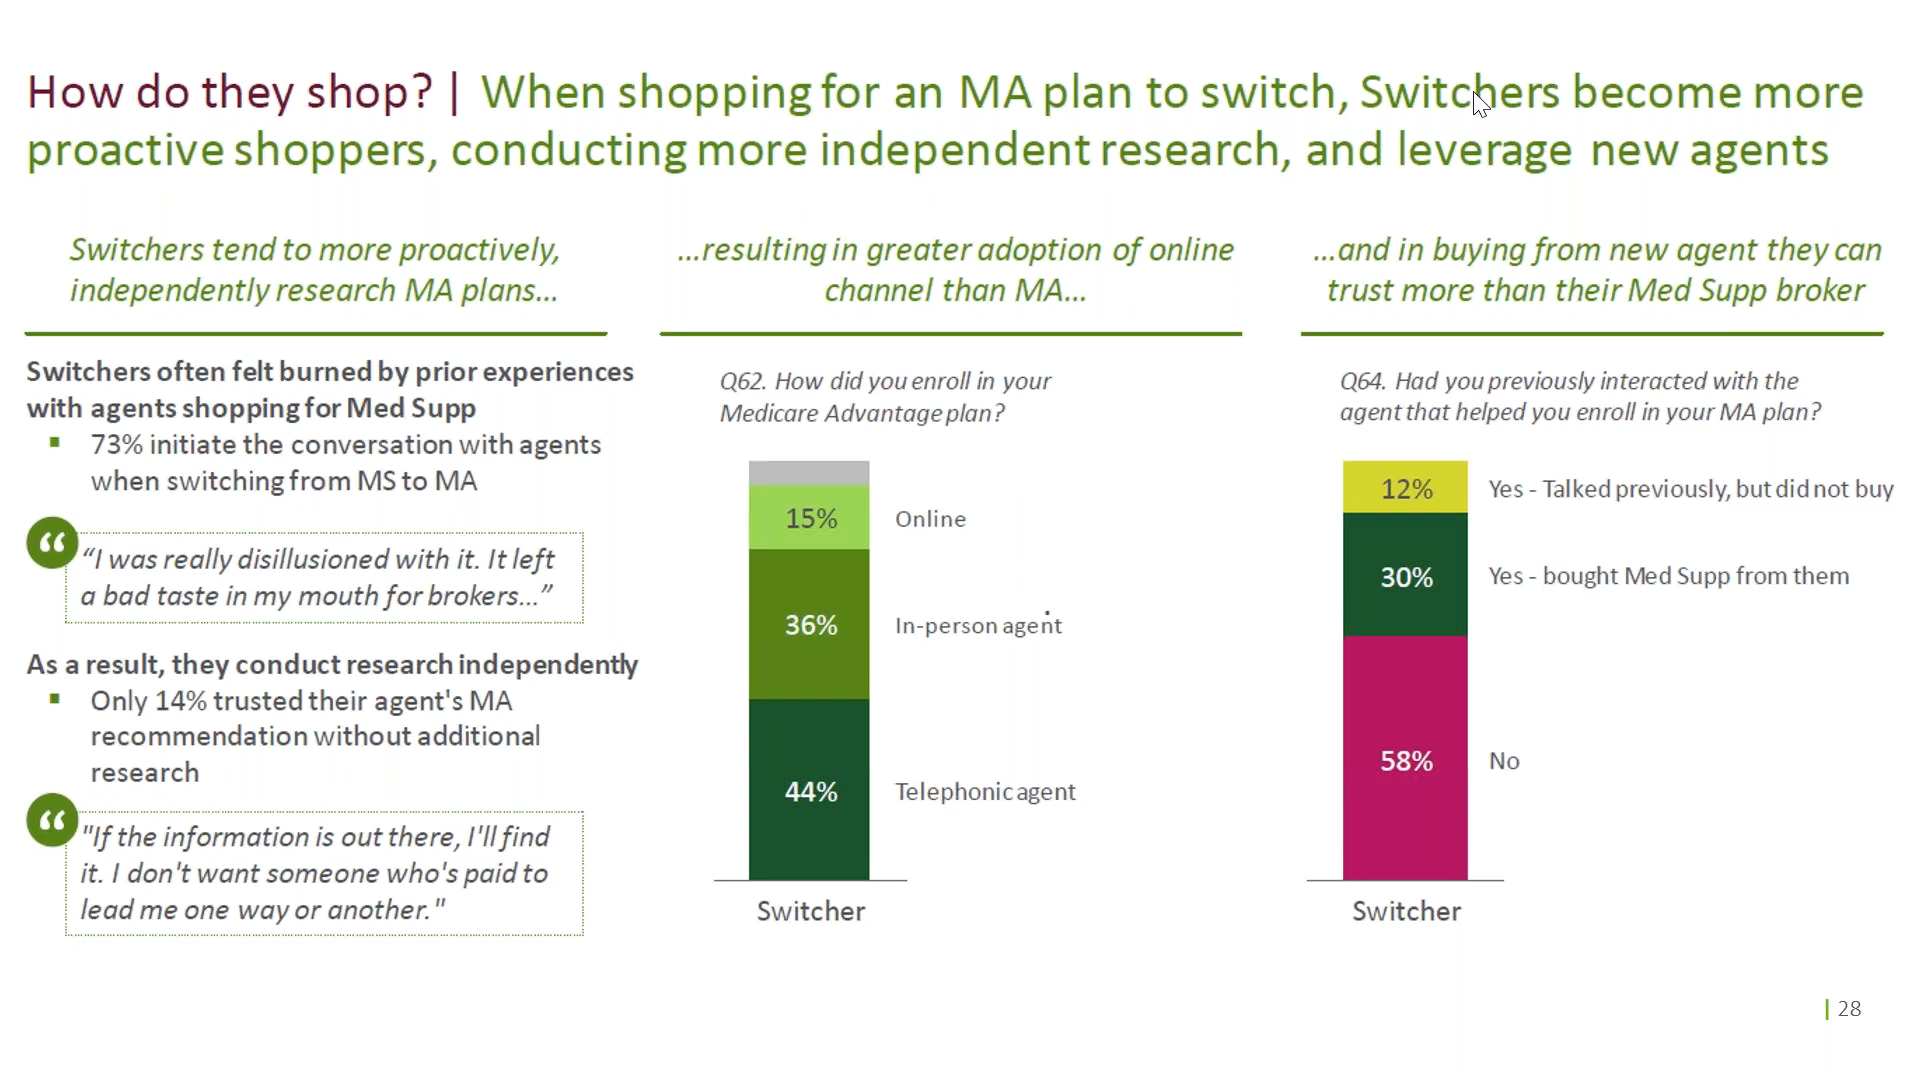 How do they shop? | When shopping for an MA plan to switch, Switchers become more
proactive shoppers, conducting more independent research, and leverage new agents
Switchers tend to more proactively,
independently research MA plans...
Switchers often felt burned by prior experiences
with agents shopping for Med Supp
▪ 73% initiate the conversation with agents
when switching from MS to MA
“I was really disillusioned with it. It left
a bad taste in my mouth for brokers...”
As a result, they conduct research independently
▪ Only 14% trusted their agent's MA
recommendation without additional
research
"If the information is out there, I'll find
it. I don't want someone who's paid to
lead me one way or another."
...resulting in greater adoption of online
channel than MA...
Q62. How did you enroll in your
Medicare Advantage plan?
15% Online
36% In-person agent
44% Telephonic agent
Switcher
...and in buying from new agent they can
trust more than their Med Supp broker
Q64. Had you previously interacted with the
agent that helped you enroll in your MA plan?
12% Yes - Talked previously, but did not buy
30% Yes - bought Med Supp from them
58% No
Switcher
| 28